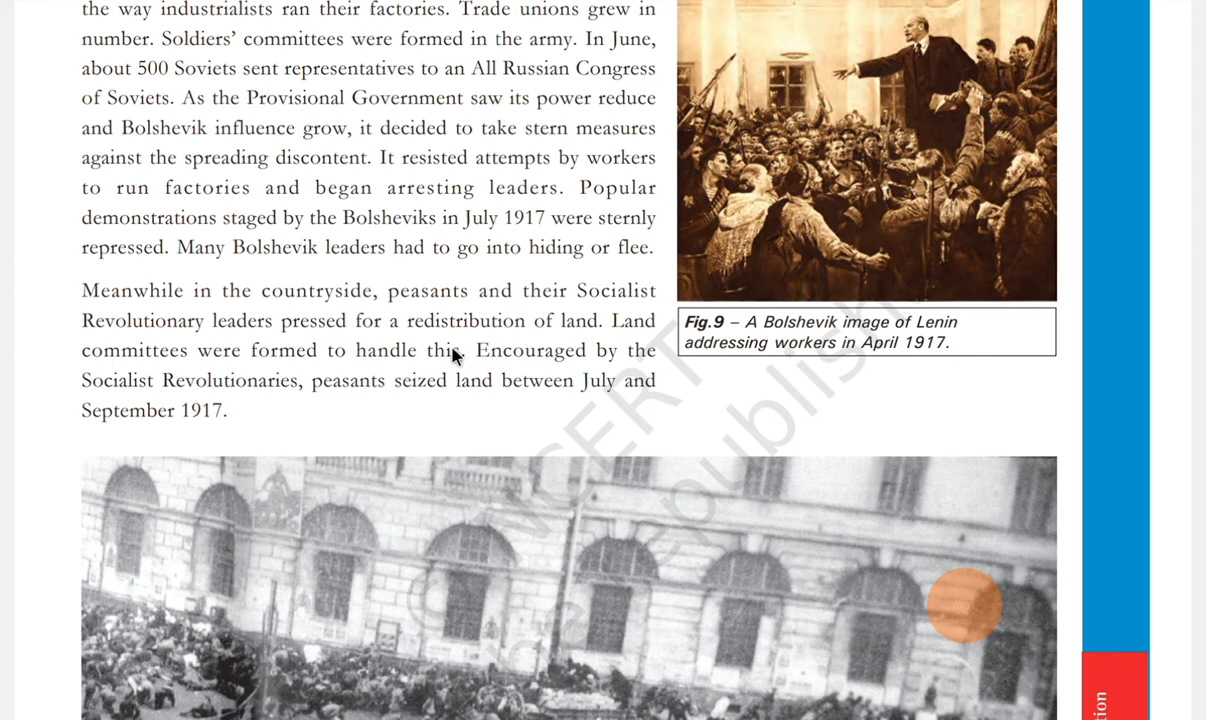 the way industrialists ran their factories. Trade unions grew in
number. Soldiers’ committees were formed in the army. In June,
about 500 Soviets sent representatives to an All Russian Congress
of Soviets. As the Provisional Government saw its power reduce
and Bolshevik influence grow, it decided to take stern measures
against the spreading discontent. It resisted attempts by workers
to run factories and began arresting leaders. Popular
demonstrations staged by the Bolsheviks in July 1917 were sternly
repressed. Many Bolshevik leaders had to go into hiding or flee.
Meanwhile in the countryside, peasants and their Socialist
Revolutionary leaders pressed for a redistribution of land. Land
committees were formed to handle this. Encouraged by the
Socialist Revolutionaries, peasants seized land between July and
September 1917.
Fig.9 – A Bolshevik image of Lenin
addressing workers in April 1917.
© NCERT
republish
tion